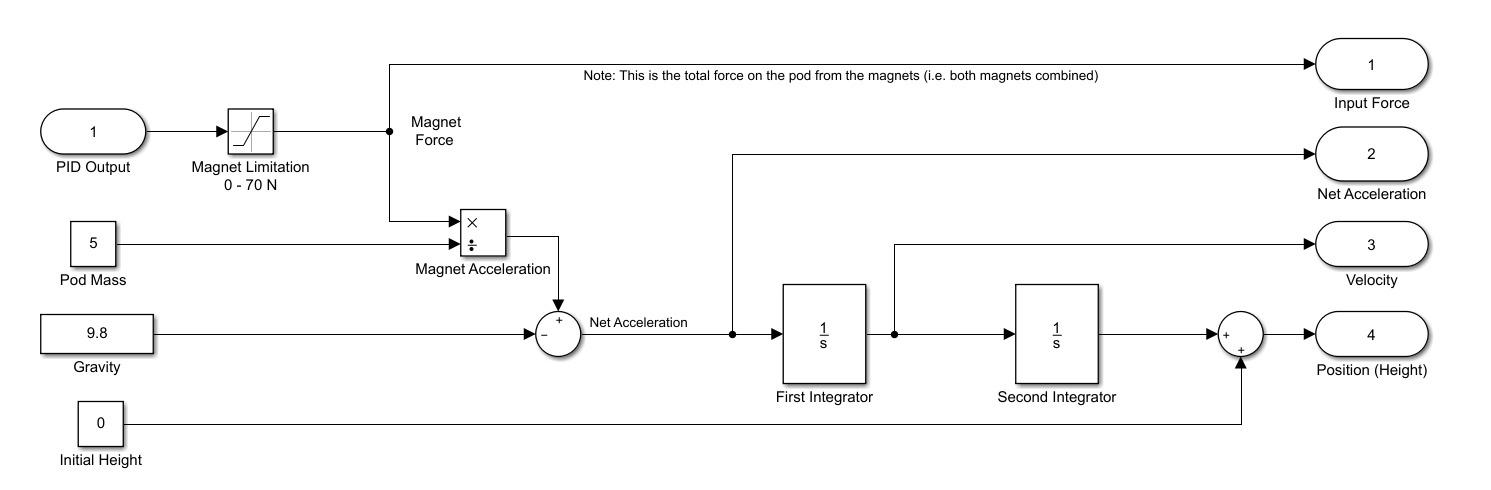 Note: This is the total force on the pod from the magnets (i.e. both magnets combined)
1
Input Force
1
PID Output
Magnet Limitation
0 - 70 N
Magnet
Force
2
Net Acceleration
5
Pod Mass
×
÷
Magnet Acceleration
3
Velocity
9.8
Gravity
+
−
Net Acceleration
1
s
First Integrator
1
s
Second Integrator
+
+
4
Position (Height)
0
Initial Height